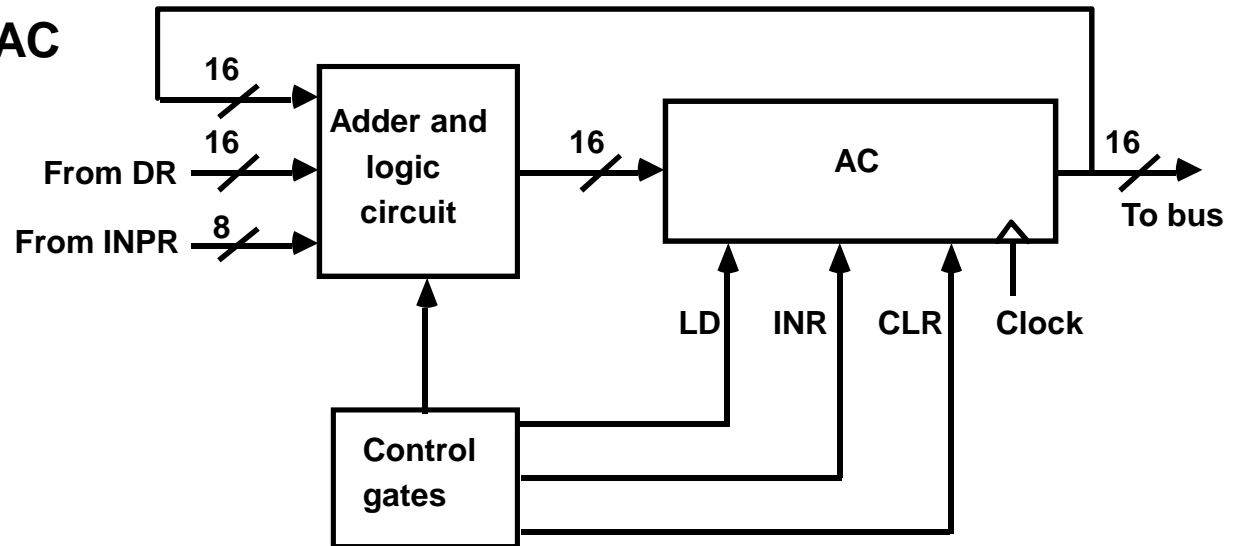 AC
16
Adder and
logic
circuit
16
From DR
8
From INPR
16
AC
16
To bus
LD
INR
CLR
Clock
Control
gates